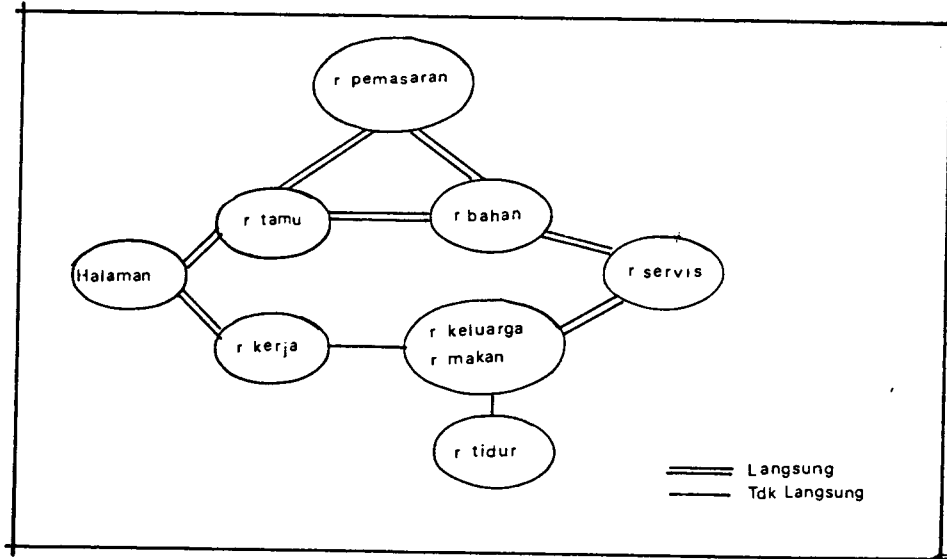 r pemasaran
r tamu
r bahan
Halaman
r servis
r keluarga
r makan
r kerja
r tidur
Langsung
Tdk Langsung